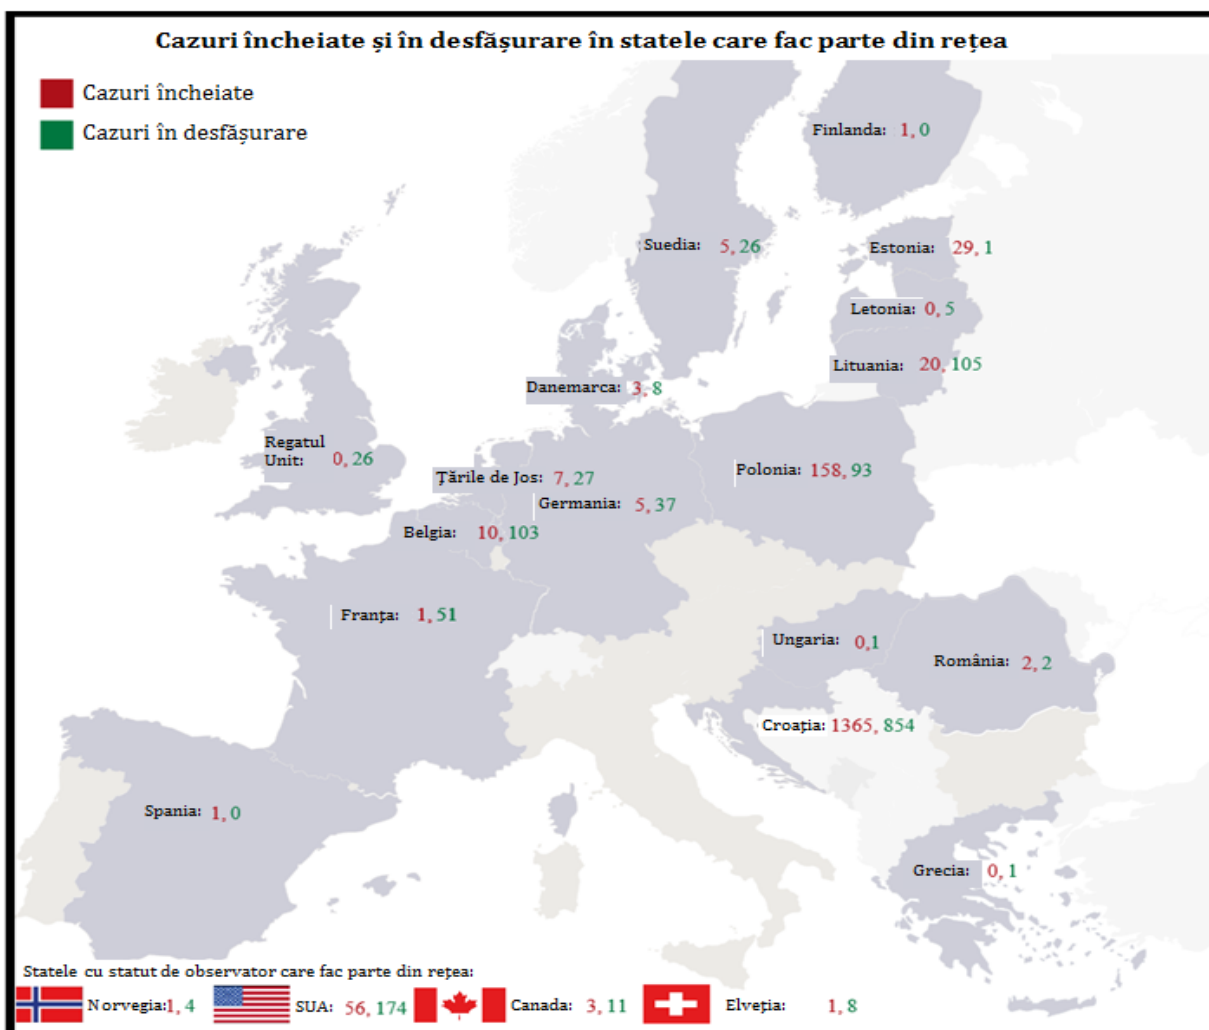 Cazuri încheiate și în desfășurare în statele care fac parte din rețea
Cazuri încheiate
Cazuri în desfășurare
Finlanda: 1, 0
Suedia: 5, 26
Estonia: 29, 1
Letonia: 0, 5
Lituania: 20, 105
Danemarca: 3, 8
Regatul
Unit: 0, 26
Polonia: 158, 93
Țările de Jos: 7, 27
Germania: 5, 37
Belgia: 10, 103
Franța: 1, 51
Ungaria: 0,1
România: 2, 2
Croația: 1365, 854
Spania: 1, 0
Grecia: 0, 1
Statele cu statut de observator care fac parte din rețea:
Norvegia:1, 4 SUA: 56, 174 Canada: 3, 11 Elveția: 1, 8